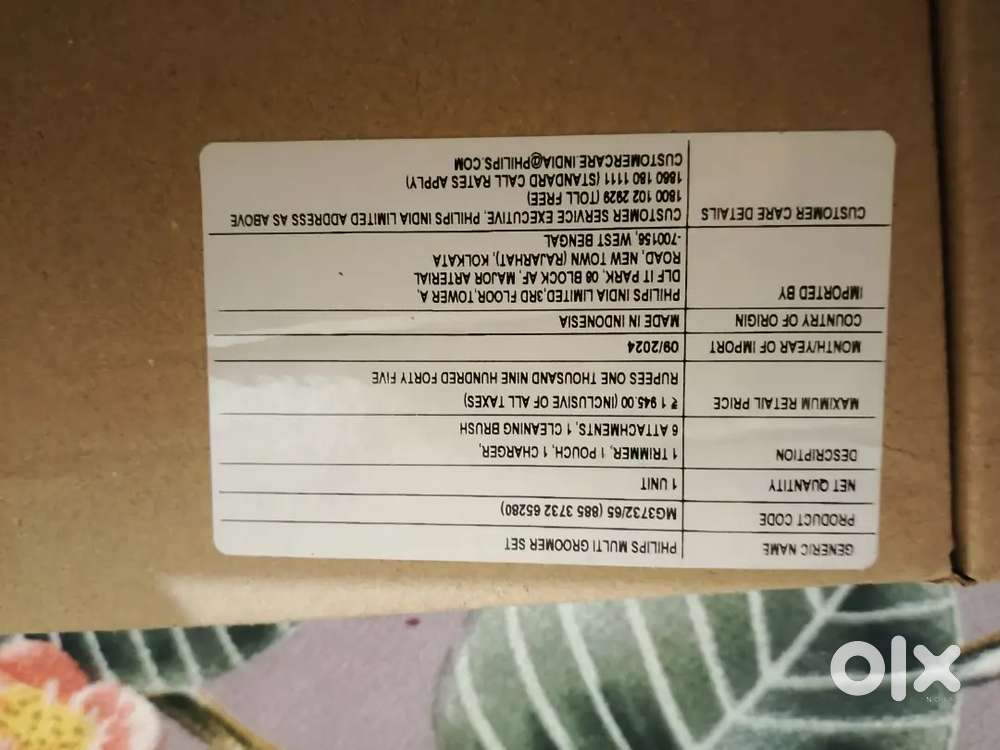 GENERIC NAME PHILIPS MULTI GROOMER SET
PRODUCT CODE MG3732/65 (885 3732 65280)
NET QUANTITY 1 UNIT
DESCRIPTION 1 TRIMMER, 1 POUCH, 1 CHARGER,
6 ATTACHMENTS, 1 CLEANING BRUSH
MAXIMUM RETAIL PRICE ₹ 1 945.00 (INCLUSIVE OF ALL TAXES)
RUPEES ONE THOUSAND NINE HUNDRED FORTY FIVE
MONTH/YEAR OF IMPORT 09/2024
COUNTRY OF ORIGIN MADE IN INDONESIA
IMPORTED BY PHILIPS INDIA LIMITED,3RD FLOOR,TOWER A,
DLF IT PARK, 08 BLOCK AF, MAJOR ARTERIAL
ROAD, NEW TOWN (RAJARHAT), KOLKATA
-700156, WEST BENGAL
CUSTOMER CARE DETAILS CUSTOMER SERVICE EXECUTIVE, PHILIPS INDIA LIMITED ADDRESS AS ABOVE
1800 102 2929 (TOLL FREE)
1860 180 1111 (STANDARD CALL RATES APPLY)
CUSTOMERCARE.INDIA@PHILIPS.COM
olx